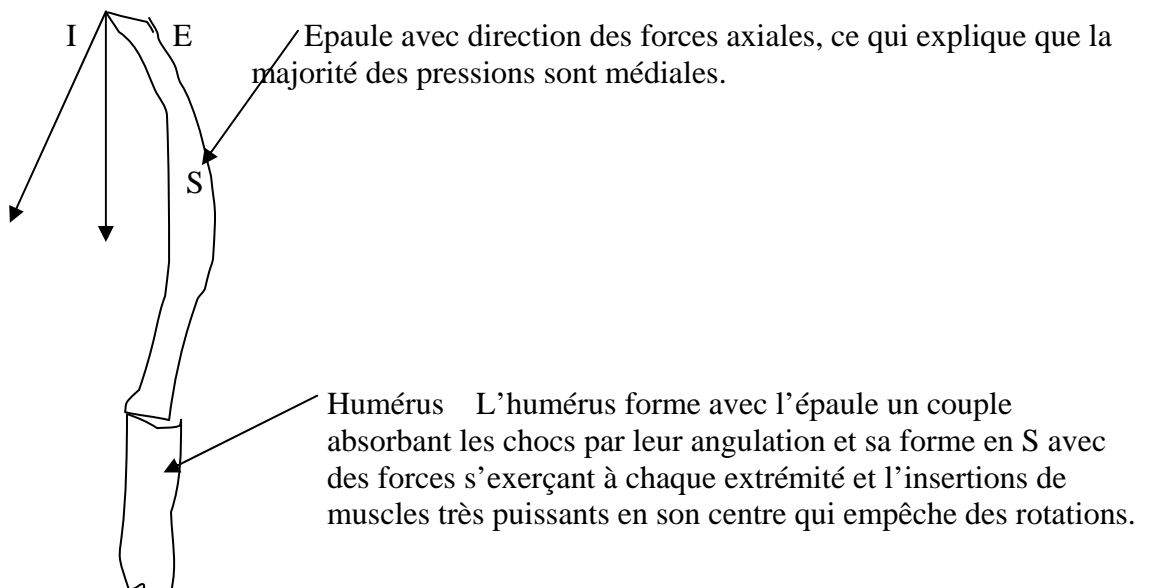 I E Epaule avec direction des forces axiales, ce qui explique que la
majorité des pressions sont médiales.
S
Humérus L’humérus forme avec l’épaule un couple
absorbant les chocs par leur angulation et sa forme en S avec
des forces s’exerçant à chaque extrémité et l’insertions de
muscles très puissants en son centre qui empêche des rotations.